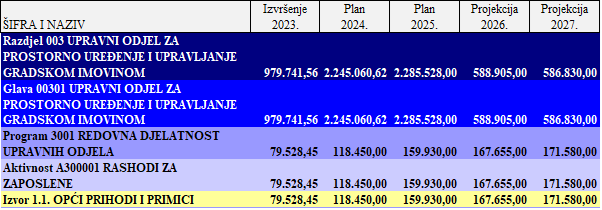 ŠIFRA I NAZIV Izvršenje 2023. Plan 2024. Plan 2025. Projekcija 2026. Projekcija 2027.
Razdjel 003 UPRAVNI ODJEL ZA
PROSTORNO UREĐENJE I UPRAVLJANJE
GRADSKOM IMOVINOM 979.741,56 2.245.060,62 2.285.528,00 588.905,00 586.830,00
Glava 00301 UPRAVNI ODJEL ZA
PROSTORNO UREĐENJE I UPRAVLJANJE
GRADSKOM IMOVINOM 979.741,56 2.245.060,62 2.285.528,00 588.905,00 586.830,00
Program 3001 REDOVNA DJELATNOST
UPRAVNIH ODJELA 79.528,45 118.450,00 159.930,00 167.655,00 171.580,00
Aktivnost A300001 RASHODI ZA
ZAPOSLENE 79.528,45 118.450,00 159.930,00 167.655,00 171.580,00
Izvor 1.1. OPĆI PRIHODI I PRIMICI 79.528,45 118.450,00 159.930,00 167.655,00 171.580,00